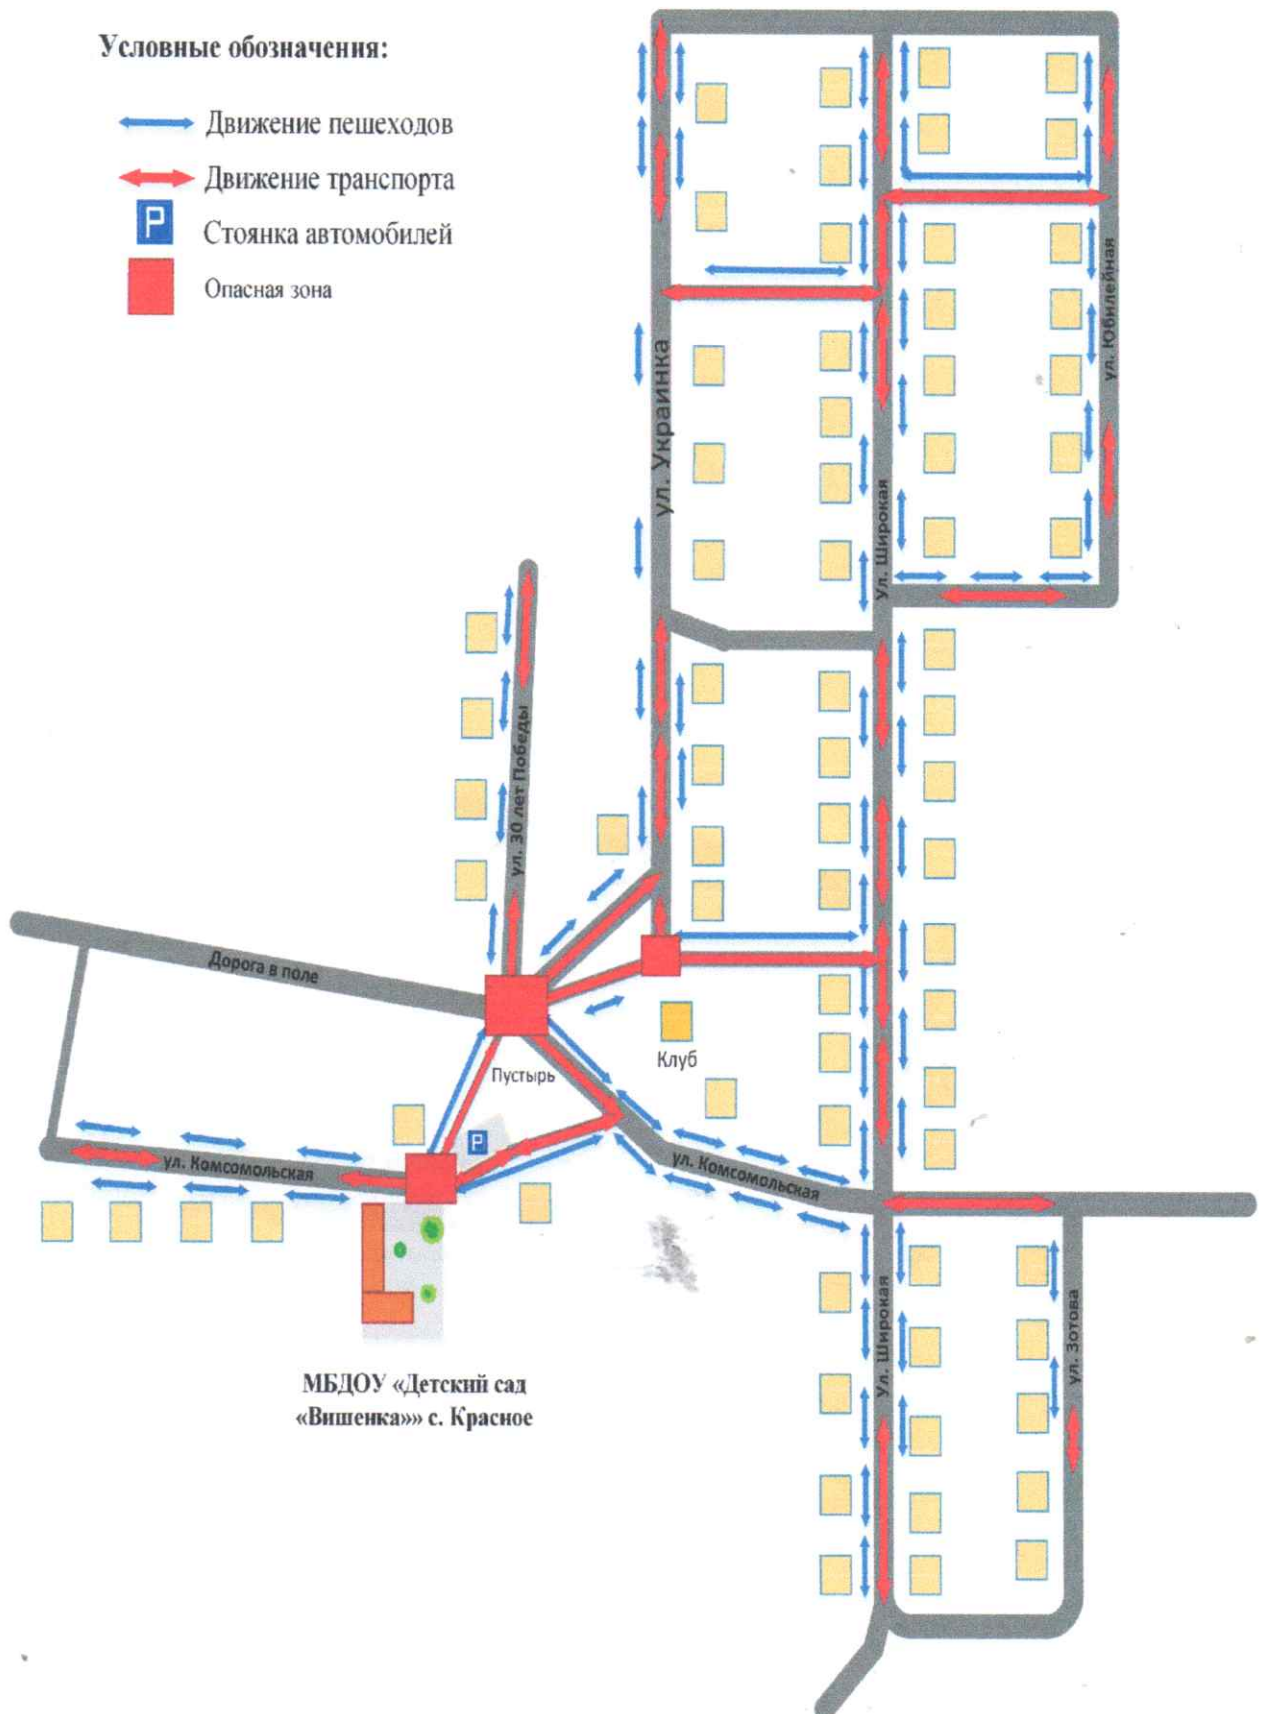 Условные обозначения:
Движение пешеходов
Движение транспорта
P
Стоянка автомобилей
Опасная зона
ул. Украинка
Ул. Широкая
ул. Юбилейная
ул. 30 лет Победы
Дорога в поле
Клуб
Пустырь
P
ул. Комсомольская
ул. Комсомольская
Ул. Широкая
ул. Зотова
МБДОУ «Детский сад
«Вишенка»» с. Красное